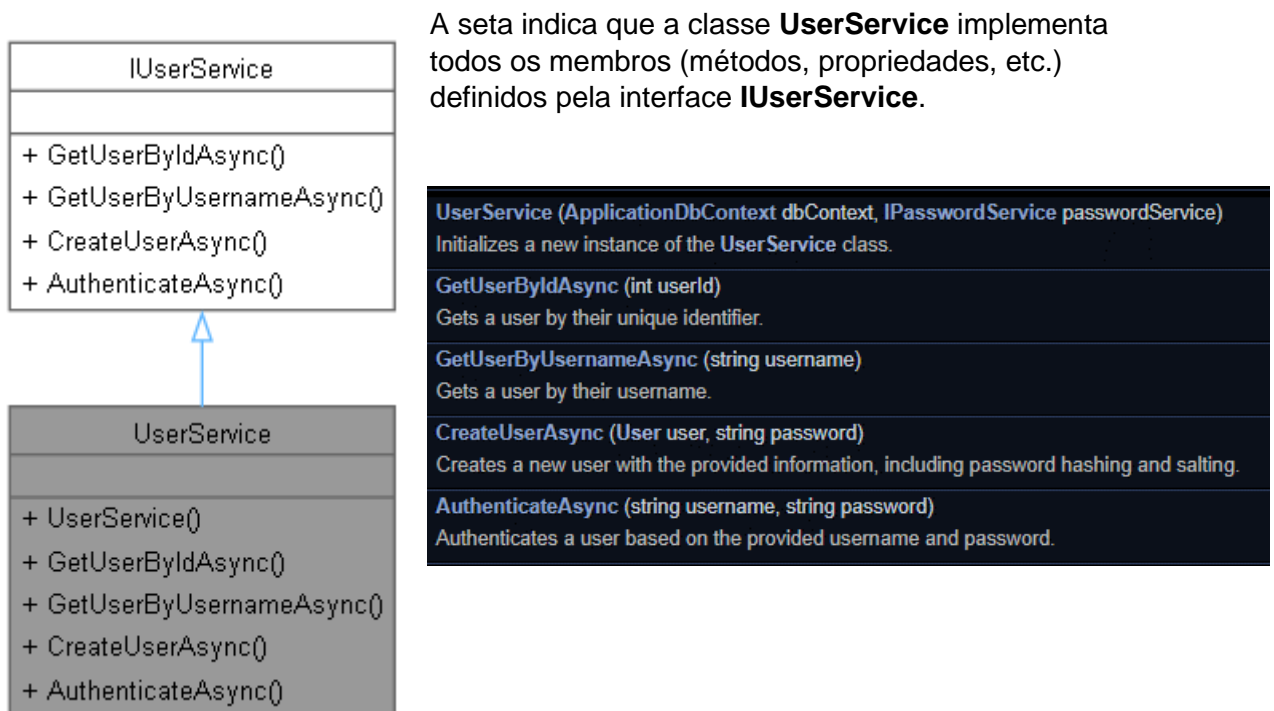 A seta indica que a classe UserService implementa
todos os membros (métodos, propriedades, etc.)
definidos pela interface IUserService.
IUserService
+ GetUserByIdAsync()
+ GetUserByUsernameAsync()
+ CreateUserAsync()
+ AuthenticateAsync()
UserService
+ UserService()
+ GetUserByIdAsync()
+ GetUserByUsernameAsync()
+ CreateUserAsync()
+ AuthenticateAsync()
UserService (ApplicationDbContext dbContext, IPasswordService passwordService)
Initializes a new instance of the UserService class.
GetUserByIdAsync (int userId)
Gets a user by their unique identifier.
GetUserByUsernameAsync (string username)
Gets a user by their username.
CreateUserAsync (User user, string password)
Creates a new user with the provided information, including password hashing and salting.
AuthenticateAsync (string username, string password)
Authenticates a user based on the provided username and password.